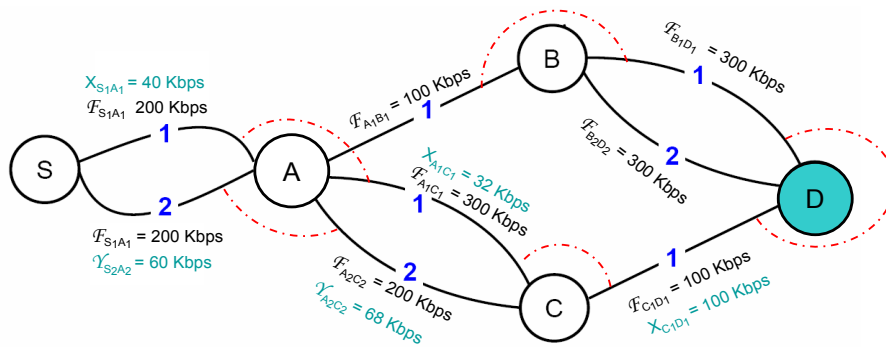 X_S1A1 = 40 Kbps
ℱ_S1A1 200 Kbps
1
S
2
ℱ_S1A1 = 200 Kbps
𝒴_S2A2 = 60 Kbps
A
ℱ_A1B1 = 100 Kbps
1
B
ℱ_B1D1 = 300 Kbps
1
ℱ_B2D2 = 300 Kbps
2
X_A1C1 = 32 Kbps
ℱ_A1C1 = 300 Kbps
1
2
ℱ_A2C2 = 200 Kbps
𝒴_A2C2 = 68 Kbps
C
1
ℱ_C1D1 = 100 Kbps
X_C1D1 = 100 Kbps
D